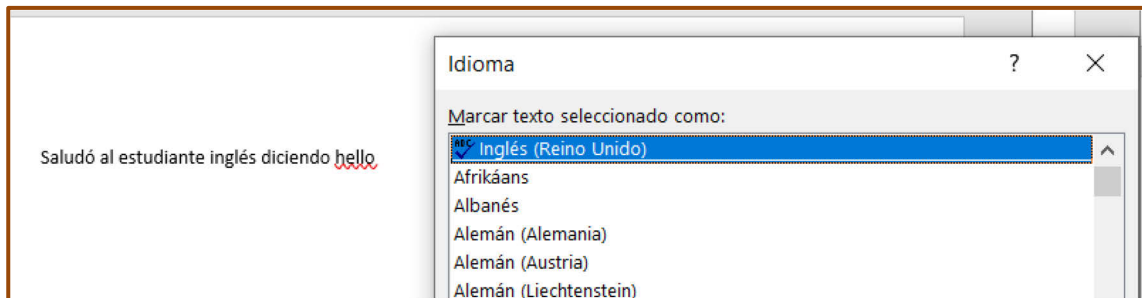 Idioma
?
Marcar texto seleccionado como:
ABC Inglés (Reino Unido)
Saludó al estudiante inglés diciendo hello
Afrikáans
Albanés
Alemán (Alemania)
Alemán (Austria)
Alemán (Liechtenstein)